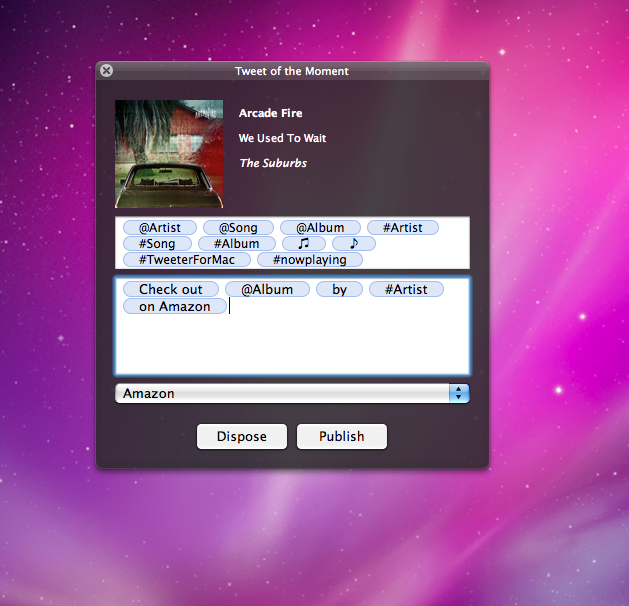 Tweet of the Moment
Arcade Fire
We Used To Wait
The Suburbs
@Artist @Song @Album #Artist
#Song #Album ♫ ♪
#TweeterForMac #nowplaying
Check out @Album by #Artist
on Amazon
Amazon
Dispose Publish